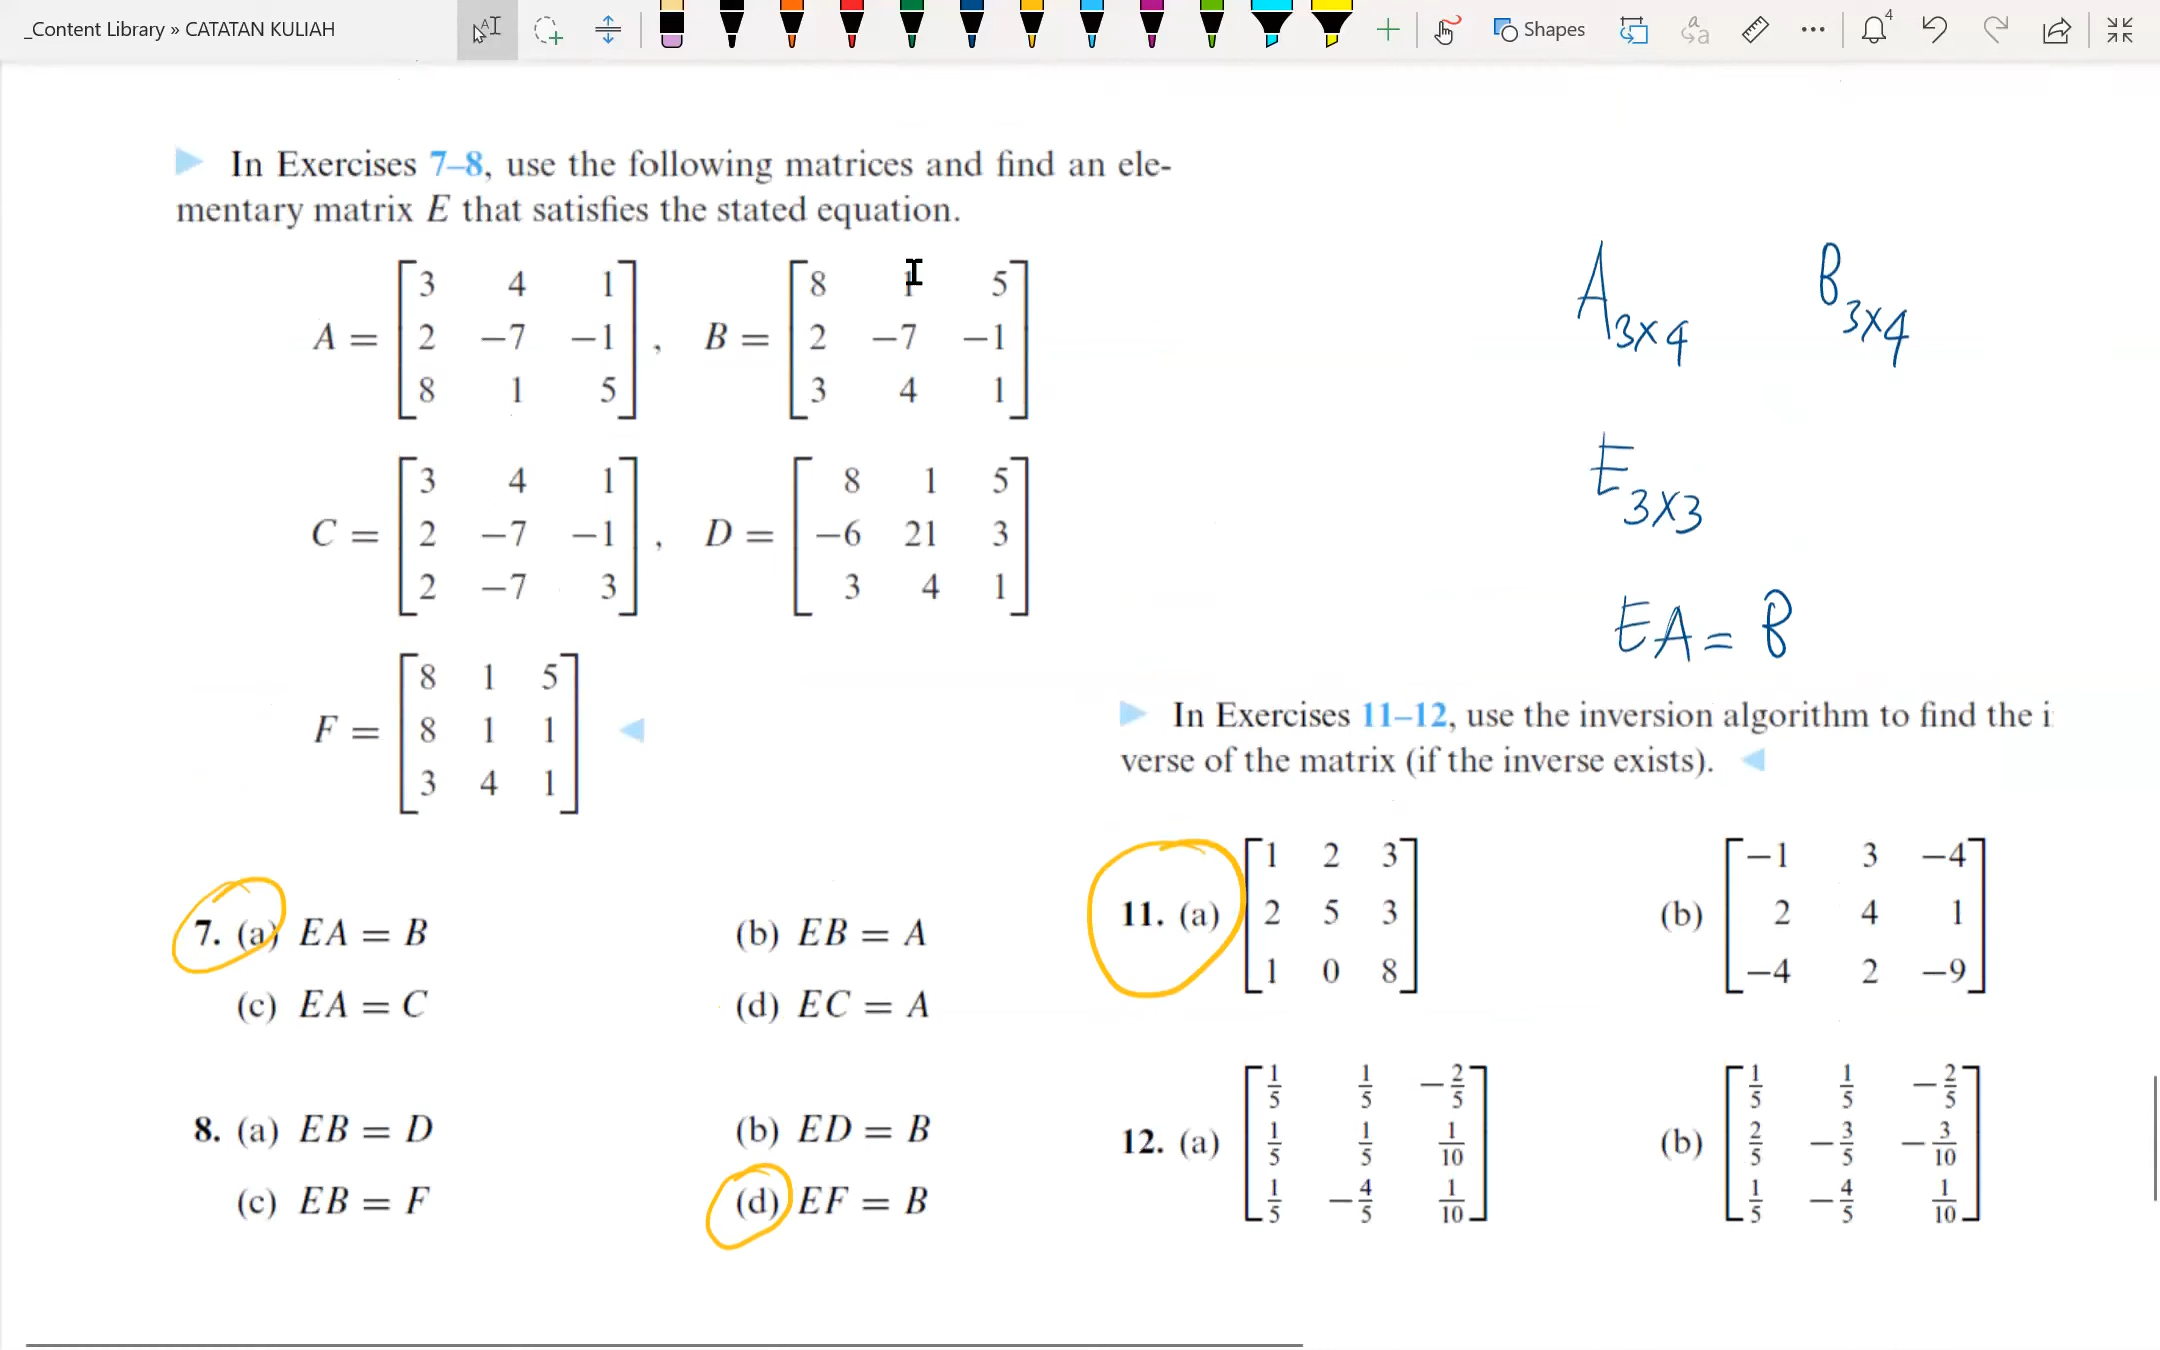 _Content Library » CATATAN KULIAH
Shapes
4
In Exercises 7–8, use the following matrices and find an ele-
mentary matrix E that satisfies the stated equation.
A = [3 4 1
2 −7 −1
8 1 5] , B = [8 1 5
2 −7 −1
3 4 1]
C = [3 4 1
2 −7 −1
2 −7 3] , D = [8 1 5
−6 21 3
3 4 1]
F = [8 1 5
8 1 1
3 4 1]
7. (a) EA = B (b) EB = A
(c) EA = C (d) EC = A
8. (a) EB = D (b) ED = B
(c) EB = F (d) EF = B
A3×4 B3×4
E3×3
EA = B
In Exercises 11–12, use the inversion algorithm to find the i
verse of the matrix (if the inverse exists).
11. (a) [1 2 3
2 5 3
1 0 8]
(b) [−1 3 −4
2 4 1
−4 2 −9]
12. (a) [1/5 1/5 −2/5
1/5 1/5 1/10
1/5 −4/5 1/10]
(b) [1/5 1/5 −2/5
2/5 −3/5 −3/10
1/5 −4/5 1/10]